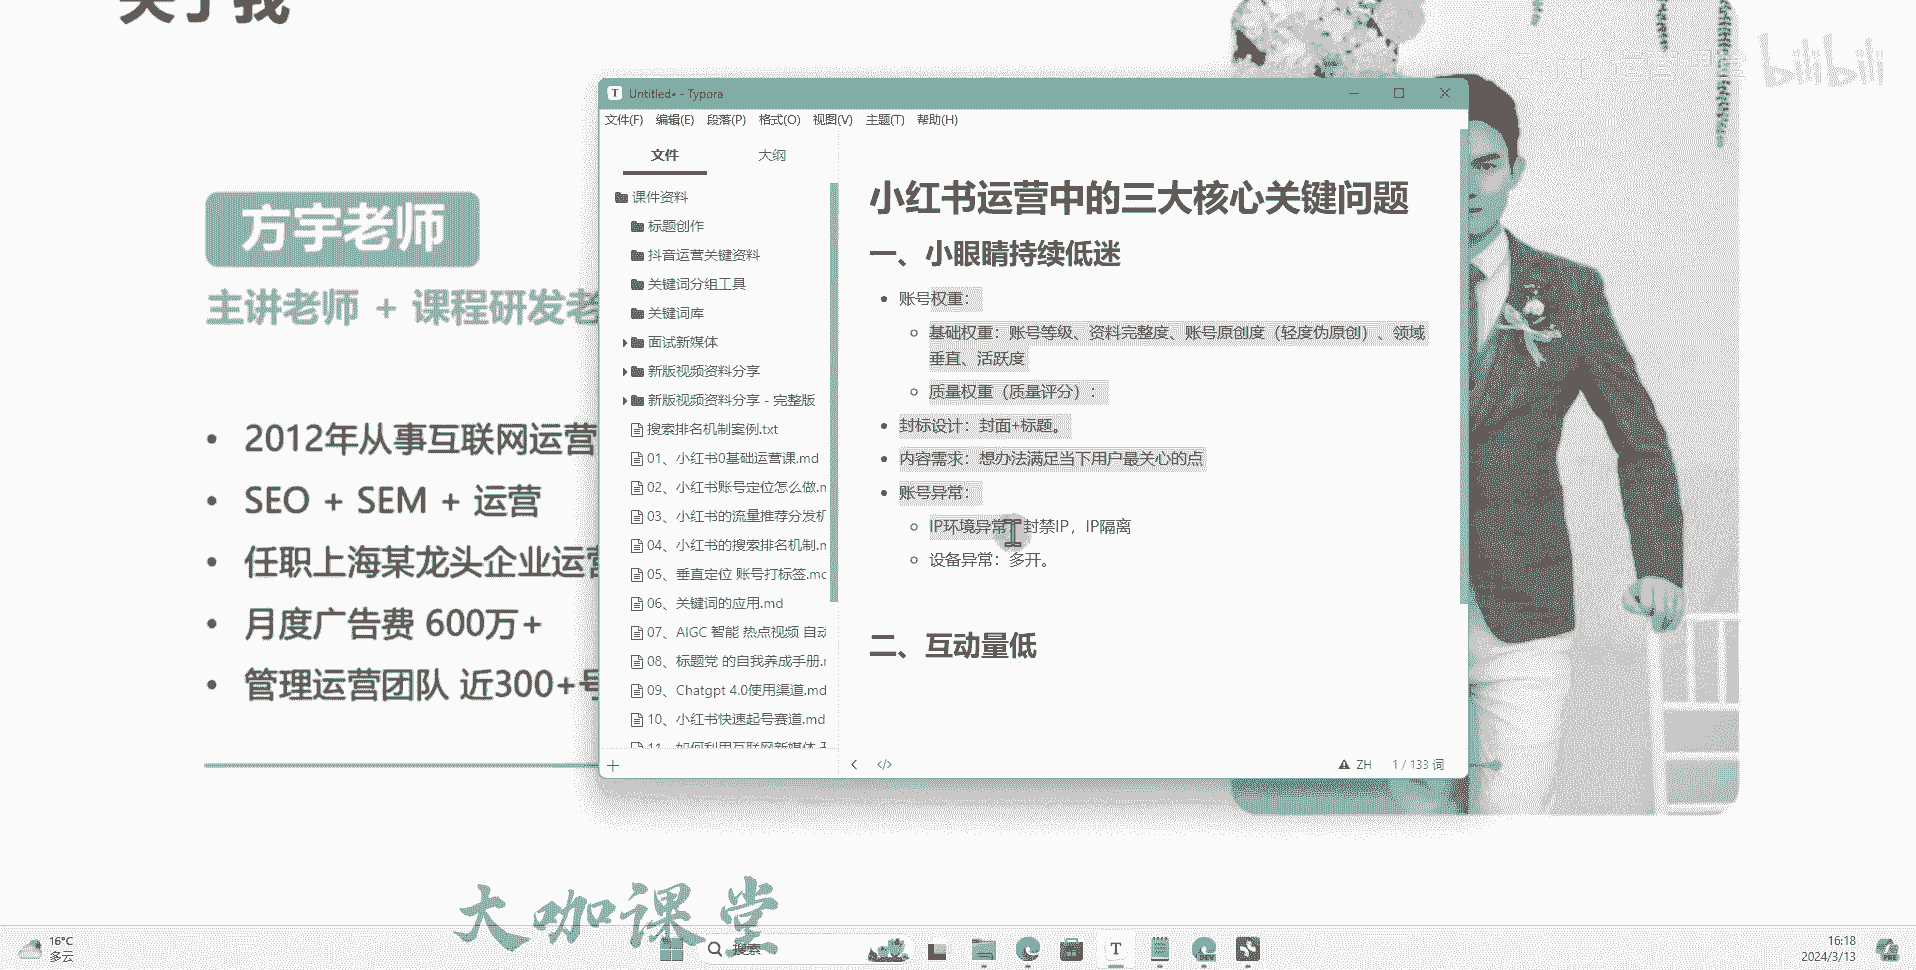 关于我
bilibili
方宇老师
主讲老师 + 课程研发老
2012年从事互联网运营
SEO + SEM + 运营
任职上海某龙头企业运营
月度广告费 600万+
管理运营团队 近300+号
Untitled• - Typora
文件(F) 编辑(E) 段落(P) 格式(O) 视图(V) 主题(T) 帮助(H)
文件 大纲
课件资料
标题创作
抖音运营关键资料
关键词分组工具
关键词库
面试新媒体
新版视频资料分享
新版视频资料分享 - 完整版
搜索排名机制案例.txt
01、小红书0基础运营课.md
02、小红书账号定位怎么做.m
03、小红书的流量推荐分发机
04、小红书的搜索排名机制.m
05、垂直定位 账号打标签.mc
06、关键词的应用.md
07、AIGC 智能 热点视频 自动
08、标题党 的自我养成手册.r
09、Chatgpt 4.0使用渠道.md
10、小红书快速起号赛道.md
11、如何利用互联网新媒体
小红书运营中的三大核心关键问题
一、小眼睛持续低迷
账号权重：
基础权重：账号等级、资料完整度、账号原创度（轻度伪原创）、领域
垂直、活跃度
质量权重（质量评分）：
封标设计：封面+标题。
内容需求：想办法满足当下用户最关心的点
账号异常：
IP环境异常：封禁IP，IP隔离
设备异常：多开。
二、互动量低
ZH 1 / 133 词
大咖课堂
16°C
多云
搜索
16:18
2024/3/13